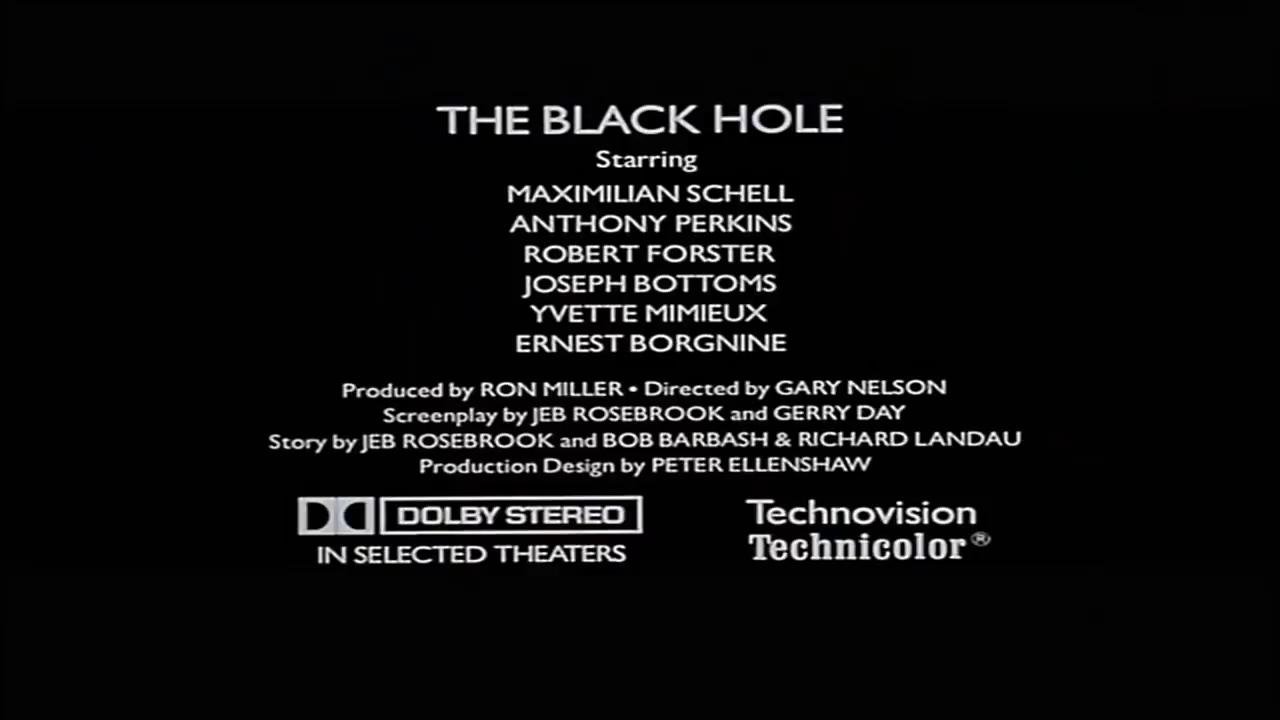 THE BLACK HOLE
Starring
MAXIMILIAN SCHELL
ANTHONY PERKINS
ROBERT FORSTER
JOSEPH BOTTOMS
YVETTE MIMIEUX
ERNEST BORGNINE
Produced by RON MILLER • Directed by GARY NELSON
Screenplay by JEB ROSEBROOK and GERRY DAY
Story by JEB ROSEBROOK and BOB BARBASH & RICHARD LANDAU
Production Design by PETER ELLENSHAW
DOLBY STEREO
IN SELECTED THEATERS
Technovision
Technicolor®